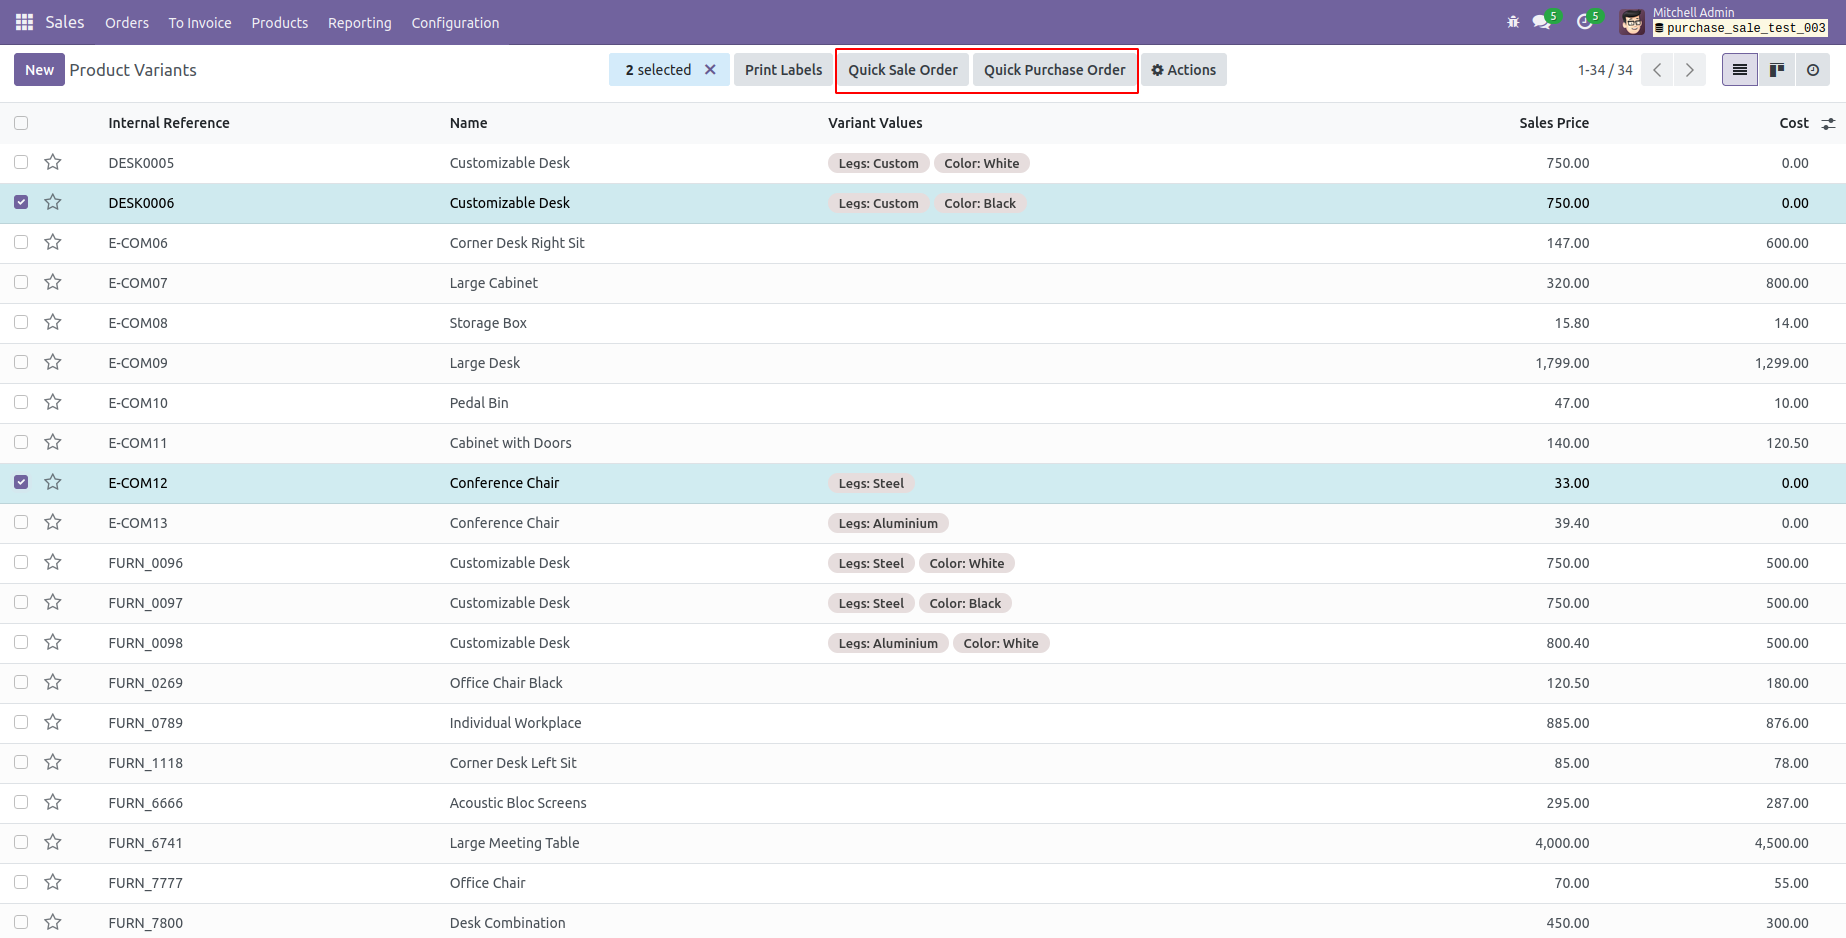 Sales Orders To Invoice Products Reporting Configuration 5 5 Mitchell Admin
purchase_sale_test_003
New Product Variants 2 selected Print Labels Quick Sale Order Quick Purchase Order Actions 1-34 / 34
Internal Reference Name Variant Values Sales Price Cost
DESK0005 Customizable Desk Legs: Custom Color: White 750.00 0.00
DESK0006 Customizable Desk Legs: Custom Color: Black 750.00 0.00
E-COM06 Corner Desk Right Sit 147.00 600.00
E-COM07 Large Cabinet 320.00 800.00
E-COM08 Storage Box 15.80 14.00
E-COM09 Large Desk 1,799.00 1,299.00
E-COM10 Pedal Bin 47.00 10.00
E-COM11 Cabinet with Doors 140.00 120.50
E-COM12 Conference Chair Legs: Steel 33.00 0.00
E-COM13 Conference Chair Legs: Aluminium 39.40 0.00
FURN_0096 Customizable Desk Legs: Steel Color: White 750.00 500.00
FURN_0097 Customizable Desk Legs: Steel Color: Black 750.00 500.00
FURN_0098 Customizable Desk Legs: Aluminium Color: White 800.40 500.00
FURN_0269 Office Chair Black 120.50 180.00
FURN_0789 Individual Workplace 885.00 876.00
FURN_1118 Corner Desk Left Sit 85.00 78.00
FURN_6666 Acoustic Bloc Screens 295.00 287.00
FURN_6741 Large Meeting Table 4,000.00 4,500.00
FURN_7777 Office Chair 70.00 55.00
FURN_7800 Desk Combination 450.00 300.00